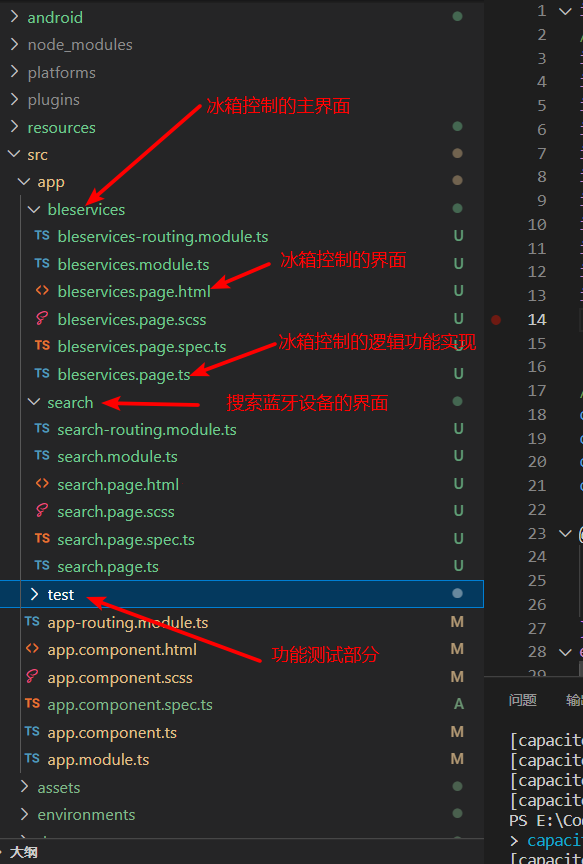 android
node_modules
platforms
plugins
冰箱控制的主界面
resources
src
app
bleservices
TS bleservices-routing.module.ts U
冰箱控制的界面
TS bleservices.module.ts U
<> bleservices.page.html U
bleservices.page.scss U
冰箱控制的逻辑功能实现
TS bleservices.page.spec.ts U
TS bleservices.page.ts U
search
搜索蓝牙设备的界面
TS search-routing.module.ts U
TS search.module.ts U
<> search.page.html U
search.page.scss U
TS search.page.spec.ts U
TS search.page.ts U
test
TS app-routing.module.ts M
<> app.component.html M
功能测试部分
app.component.scss M
TS app.component.spec.ts A
TS app.component.ts M
TS app.module.ts M
assets
environments
大纲
1
2
3
4
5
6
7
8
9
10
11
12
13
14
15
16
17
18
19
20
21
22
23
24
25
26
27
28
29
问题
[capacit
[capacit
[capacit
[capacit
PS E:\Co
> capaci
[capacit